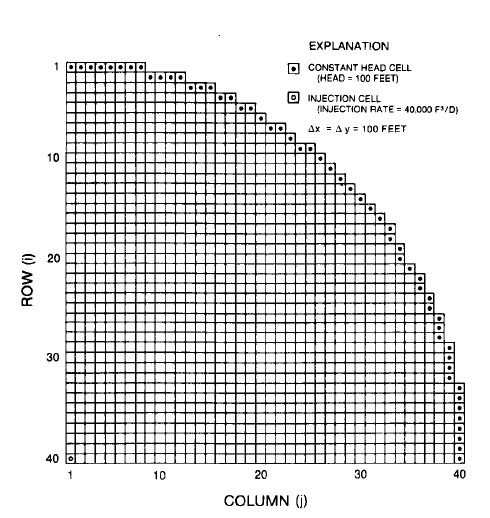 EXPLANATION
CONSTANT HEAD CELL
(HEAD = 100 FEET)
INJECTION CELL
(INJECTION RATE = 40,000 F³/D)
Δx = Δy = 100 FEET
1
10
20
30
40
ROW (i)
1 10 20 30 40
COLUMN (j)